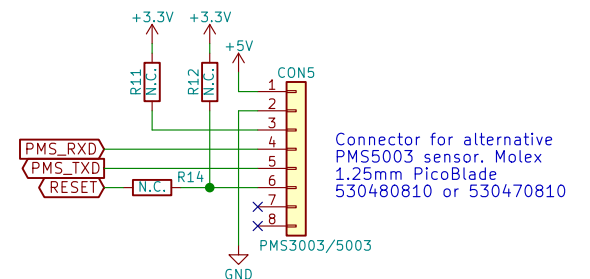 +3.3V +3.3V
+5V
R11 N.C. R12 N.C. CON5
1
2
3
PMS_RXD 4
PMS_TXD 5
RESET N.C. R14 6
7
8
PMS3003/5003
GND
Connector for alternative
PMS5003 sensor. Molex
1.25mm PicoBlade
530480810 or 530470810